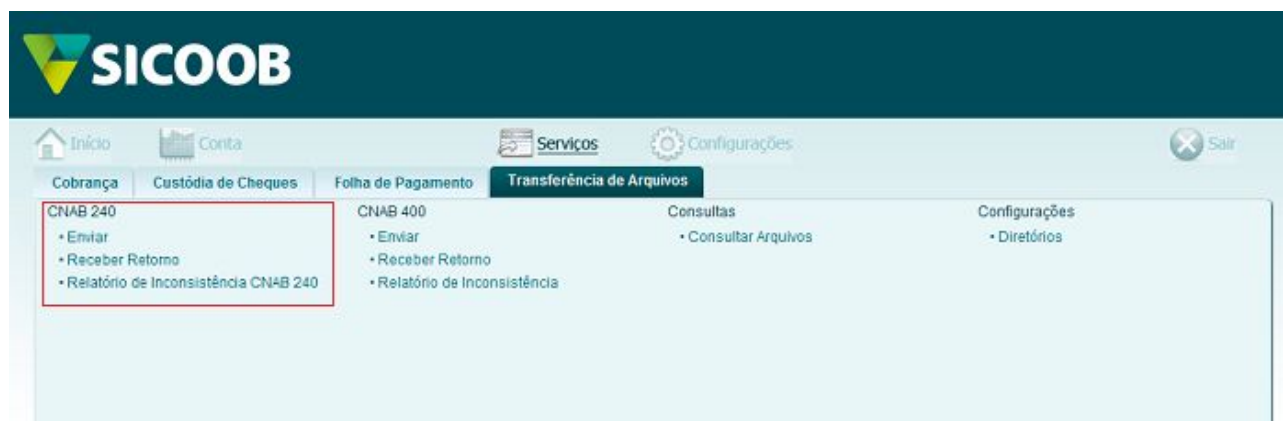 SICOOB
Início Conta Serviços Configurações Sair
Cobrança Custódia de Cheques Folha de Pagamento Transferência de Arquivos
CNAB 240 CNAB 400 Consultas Configurações
• Enviar • Enviar • Consultar Arquivos • Diretórios
• Receber Retorno • Receber Retorno
• Relatório de Inconsistência CNAB 240 • Relatório de Inconsistência